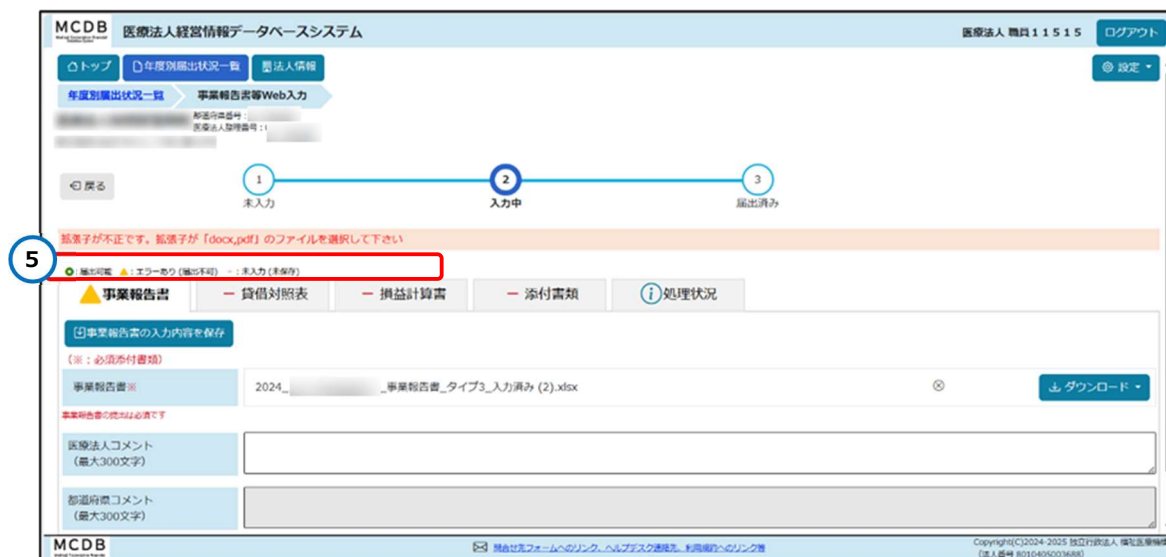 MCDB 医療法人経営情報データベースシステム 医療法人 職員11515 ログアウト
トップ 年度別届出状況一覧 法人情報 設定
年度別届出状況一覧 事業報告書等Web入力
都道府県番号:
医療法人整理番号:
戻る
1 2 3
未入力 入力中 届出済み
拡張子が不正です。拡張子が「docx,pdf」のファイルを選択して下さい
5
:届出可能 :エラーあり(届出不可) -:未入力(未保存)
事業報告書 ー 貸借対照表 ー 損益計算書 ー 添付書類 i 処理状況
事業報告書の入力内容を保存
(※:必須添付書類)
事業報告書※ 2024_ _事業報告書_タイプ3_入力済み (2).xlsx ダウンロード
事業報告書の提出は必須です
医療法人コメント
(最大300文字)
都道府県コメント
(最大300文字)
MCDB 問合せ先フォームへのリンク、ヘルプデスク連絡先、利用規約へのリンク等 Copyright(C)2024-2025 独立行政法人 福祉医療機構
(法人番号 8010405003688)